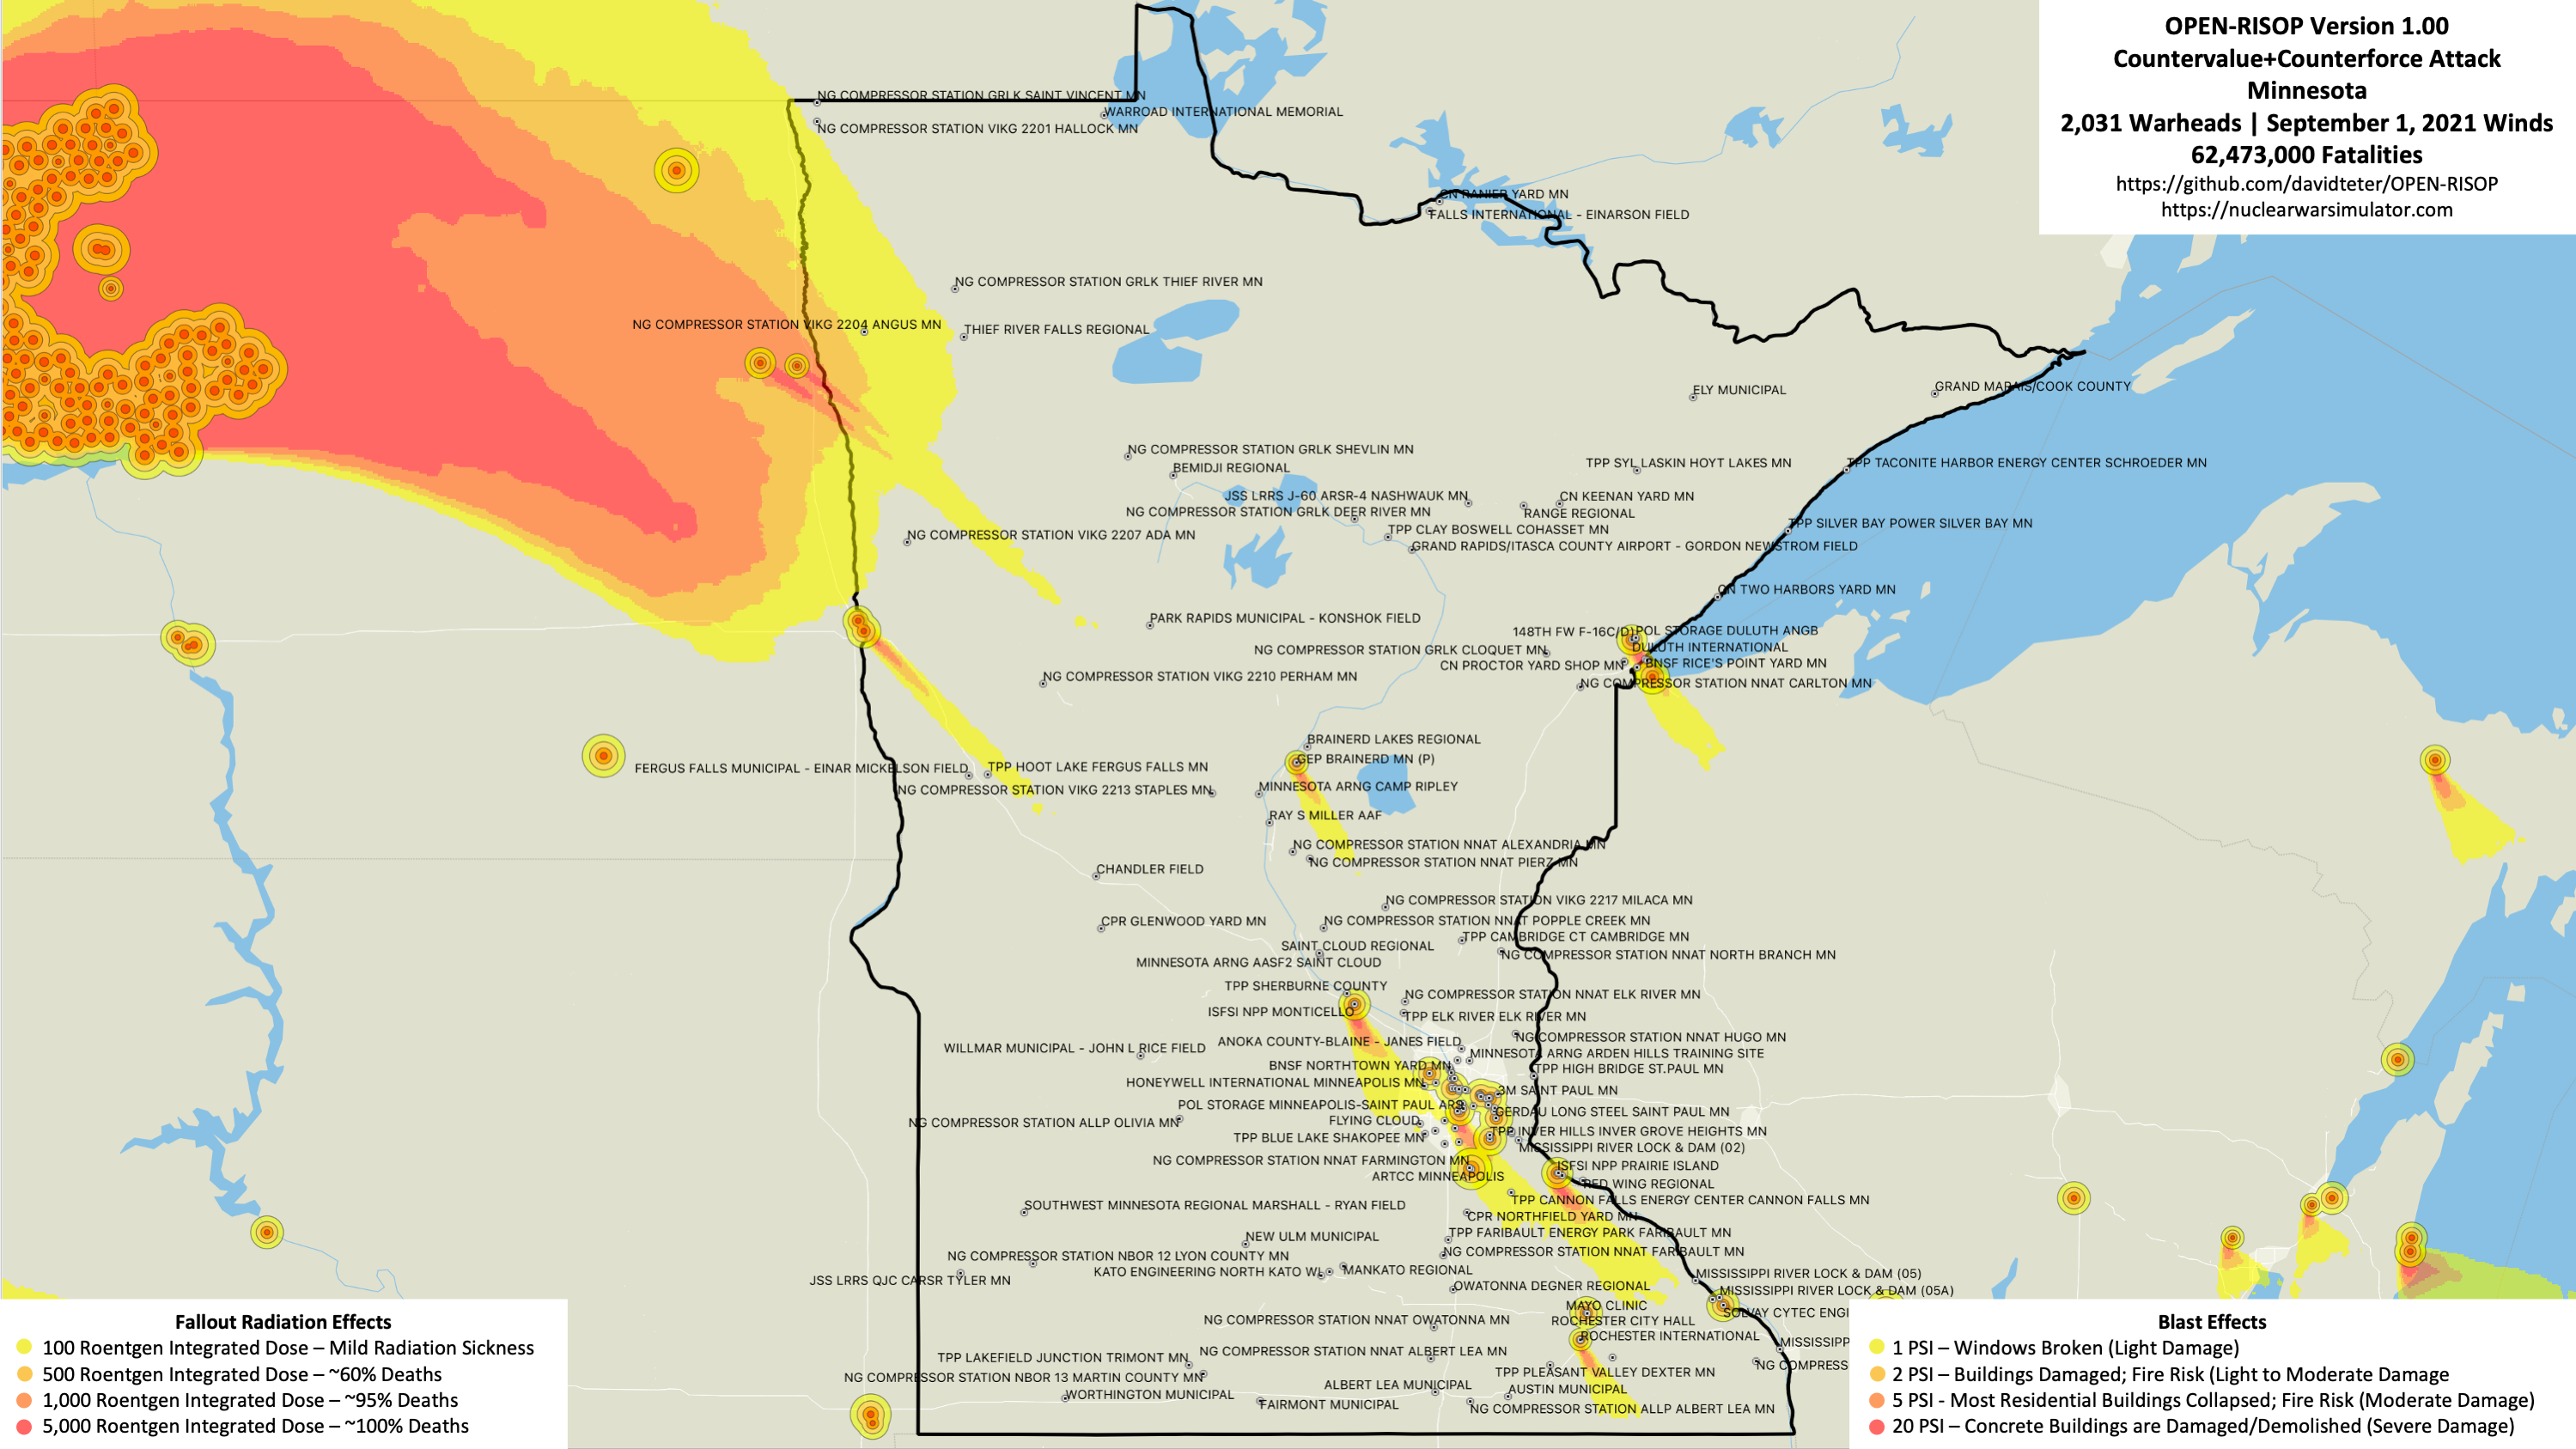 OPEN-RISOP Version 1.00
Countervalue+Counterforce Attack
Minnesota
2,031 Warheads | September 1, 2021 Winds
62,473,000 Fatalities
https://github.com/davidteter/OPEN-RISOP
https://nuclearwarsimulator.com
NG COMPRESSOR STATION GRLK SAINT VINCENT MN
WARROAD INTERNATIONAL MEMORIAL
NG COMPRESSOR STATION VIKG 2201 HALLOCK MN
CN RANIER YARD MN
FALLS INTERNATIONAL - EINARSON FIELD
NG COMPRESSOR STATION GRLK THIEF RIVER MN
NG COMPRESSOR STATION VIKG 2204 ANGUS MN
THIEF RIVER FALLS REGIONAL
ELY MUNICIPAL
GRAND MARAIS/COOK COUNTY
NG COMPRESSOR STATION GRLK SHEVLIN MN
BEMIDJI REGIONAL
TPP SYL LASKIN HOYT LAKES MN
TPP TACONITE HARBOR ENERGY CENTER SCHROEDER MN
JSS LRRS J-60 ARSR-4 NASHWAUK MN
CN KEENAN YARD MN
NG COMPRESSOR STATION GRLK DEER RIVER MN
RANGE REGIONAL
TPP CLAY BOSWELL COHASSET MN
TPP SILVER BAY POWER SILVER BAY MN
NG COMPRESSOR STATION VIKG 2207 ADA MN
GRAND RAPIDS/ITASCA COUNTY AIRPORT - GORDON NEWSTROM FIELD
CN TWO HARBORS YARD MN
PARK RAPIDS MUNICIPAL - KONSHOK FIELD
148TH FW F-16C/D
POL STORAGE DULUTH ANGB
DULUTH INTERNATIONAL
NG COMPRESSOR STATION GRLK CLOQUET MN
CN PROCTOR YARD SHOP MN
BNSF RICE'S POINT YARD MN
NG COMPRESSOR STATION VIKG 2210 PERHAM MN
NG COMPRESSOR STATION NNAT CARLTON MN
BRAINERD LAKES REGIONAL
GEP BRAINERD MN (P)
FERGUS FALLS MUNICIPAL - EINAR MICKELSON FIELD
TPP HOOT LAKE FERGUS FALLS MN
NG COMPRESSOR STATION VIKG 2213 STAPLES MN
MINNESOTA ARNG CAMP RIPLEY
RAY S MILLER AAF
NG COMPRESSOR STATION NNAT ALEXANDRIA MN
NG COMPRESSOR STATION NNAT PIERZ MN
CHANDLER FIELD
NG COMPRESSOR STATION VIKG 2217 MILACA MN
CPR GLENWOOD YARD MN
NG COMPRESSOR STATION NNAT POPPLE CREEK MN
TPP CAMBRIDGE CT CAMBRIDGE MN
SAINT CLOUD REGIONAL
NG COMPRESSOR STATION NNAT NORTH BRANCH MN
MINNESOTA ARNG AASF2 SAINT CLOUD
TPP SHERBURNE COUNTY
NG COMPRESSOR STATION NNAT ELK RIVER MN
ISFSI NPP MONTICELLO
TPP ELK RIVER ELK RIVER MN
NG COMPRESSOR STATION NNAT HUGO MN
WILLMAR MUNICIPAL - JOHN L RICE FIELD
ANOKA COUNTY-BLAINE - JANES FIELD
MINNESOTA ARNG ARDEN HILLS TRAINING SITE
BNSF NORTHTOWN YARD MN
TPP HIGH BRIDGE ST.PAUL MN
HONEYWELL INTERNATIONAL MINNEAPOLIS MN
3M SAINT PAUL MN
POL STORAGE MINNEAPOLIS-SAINT PAUL ARS
GERDAU LONG STEEL SAINT PAUL MN
NG COMPRESSOR STATION ALLP OLIVIA MN
FLYING CLOUD
TPP INVER HILLS INVER GROVE HEIGHTS MN
TPP BLUE LAKE SHAKOPEE MN
MISSISSIPPI RIVER LOCK & DAM (02)
NG COMPRESSOR STATION NNAT FARMINGTON MN
ISFSI NPP PRAIRIE ISLAND
ARTCC MINNEAPOLIS
RED WING REGIONAL
TPP CANNON FALLS ENERGY CENTER CANNON FALLS MN
SOUTHWEST MINNESOTA REGIONAL MARSHALL - RYAN FIELD
CPR NORTHFIELD YARD MN
TPP FARIBAULT ENERGY PARK FARIBAULT MN
NEW ULM MUNICIPAL
NG COMPRESSOR STATION NNAT FARIBAULT MN
NG COMPRESSOR STATION NBOR 12 LYON COUNTY MN
KATO ENGINEERING NORTH KATO
MANKATO REGIONAL
JSS LRRS QJC CARSR TYLER MN
MISSISSIPPI RIVER LOCK & DAM (05)
OWATONNA DEGNER REGIONAL
MISSISSIPPI RIVER LOCK & DAM (05A)
MAYO CLINIC
SOLVAY CYTEC ENGI
NG COMPRESSOR STATION NNAT OWATONNA MN
ROCHESTER CITY HALL
ROCHESTER INTERNATIONAL
MISSISSIPP
NG COMPRESSOR STATION NNAT ALBERT LEA MN
TPP LAKEFIELD JUNCTION TRIMONT MN
NG COMPRESS
NG COMPRESSOR STATION NBOR 13 MARTIN COUNTY MN
TPP PLEASANT VALLEY DEXTER MN
ALBERT LEA MUNICIPAL
AUSTIN MUNICIPAL
WORTHINGTON MUNICIPAL
FAIRMONT MUNICIPAL
NG COMPRESSOR STATION ALLP ALBERT LEA MN
Fallout Radiation Effects
100 Roentgen Integrated Dose – Mild Radiation Sickness
500 Roentgen Integrated Dose – ~60% Deaths
1,000 Roentgen Integrated Dose – ~95% Deaths
5,000 Roentgen Integrated Dose – ~100% Deaths
Blast Effects
1 PSI – Windows Broken (Light Damage)
2 PSI – Buildings Damaged; Fire Risk (Light to Moderate Damage
5 PSI - Most Residential Buildings Collapsed; Fire Risk (Moderate Damage)
20 PSI – Concrete Buildings are Damaged/Demolished (Severe Damage)